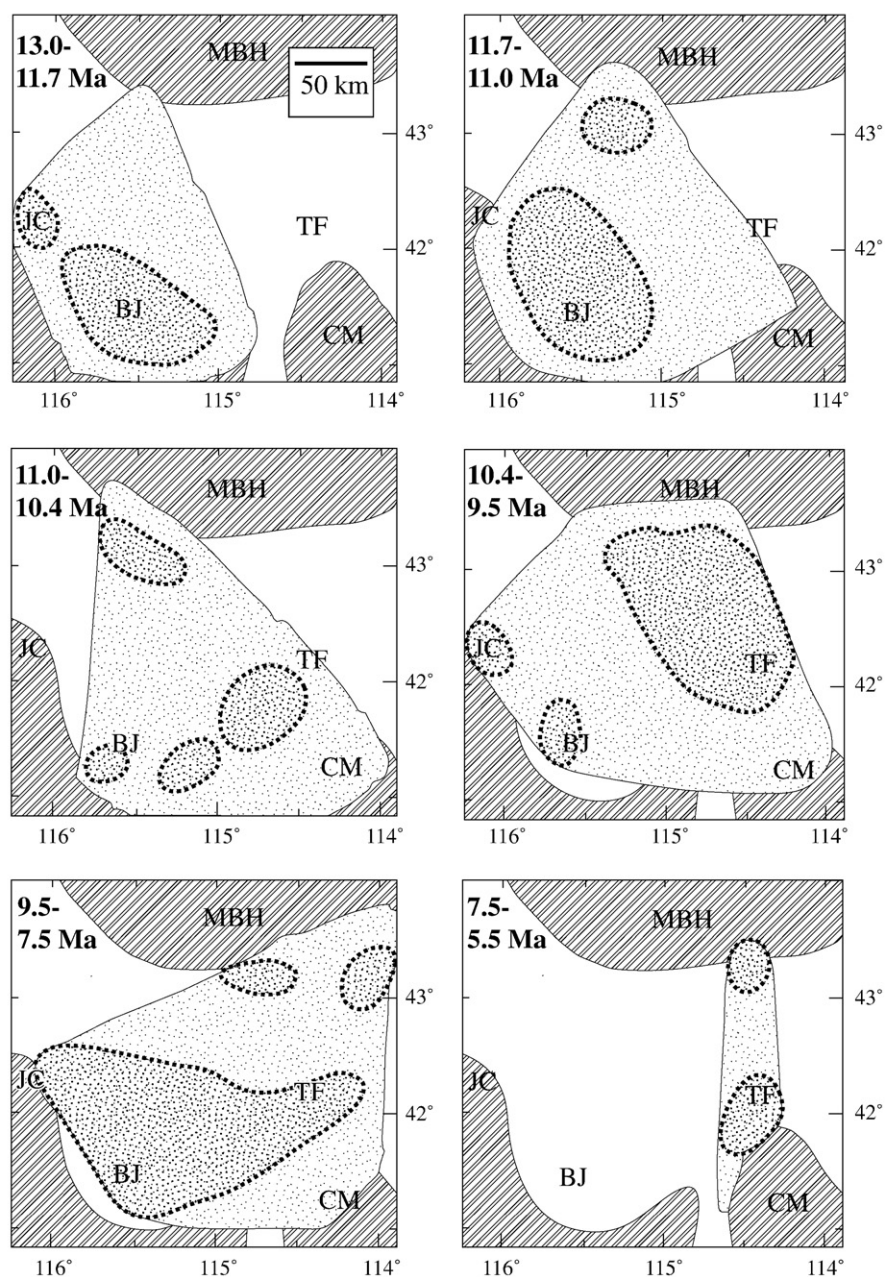 13.0-
11.7 Ma
MBH
50 km
43°
JC
TF
42°
BJ
CM
116°
115°
114°
11.7-
11.0 Ma
MBH
43°
JC
TF
42°
BJ
CM
116°
115°
114°
11.0-
10.4 Ma
MBH
43°
JC
TF
42°
BJ
CM
116°
115°
114°
10.4-
9.5 Ma
MBH
43°
JC
TF
42°
BJ
CM
116°
115°
114°
9.5-
7.5 Ma
MBH
43°
JC
TF
42°
BJ
CM
116°
115°
114°
7.5-
5.5 Ma
MBH
43°
JC
TF
42°
BJ
CM
116°
115°
114°